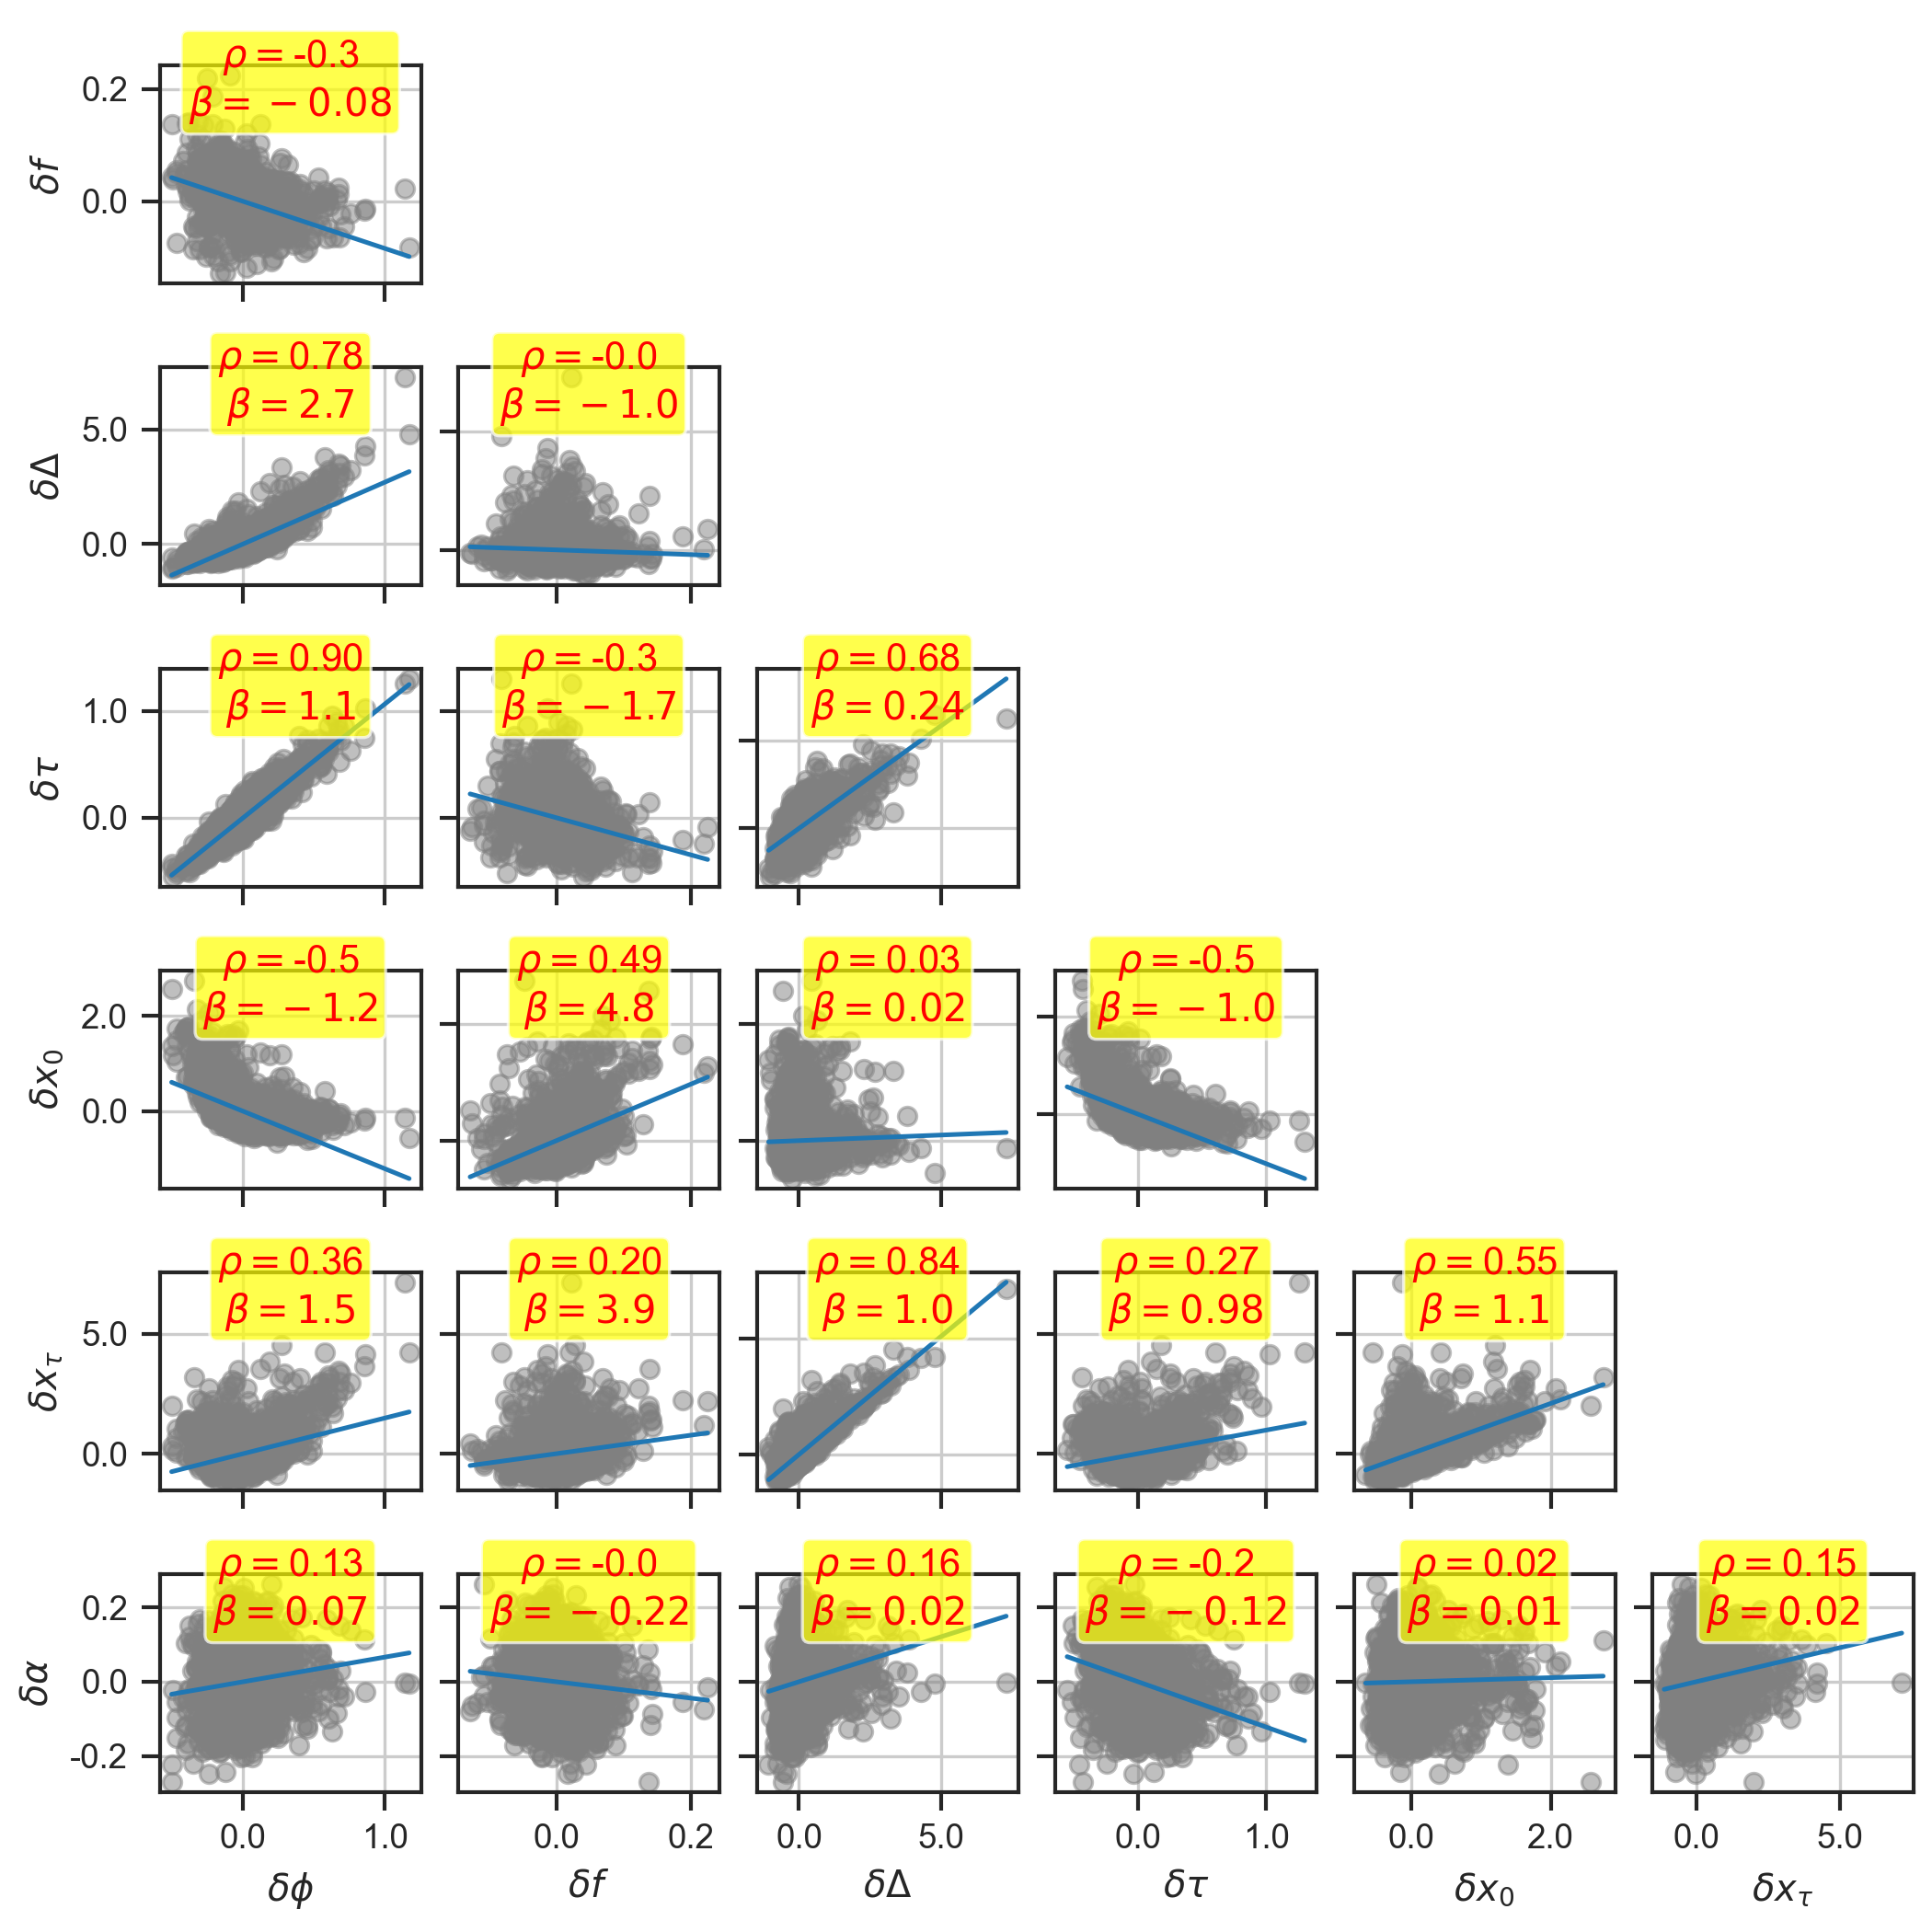 ρ = -0.3
β = − 0.08
0.2
0.0
δf
ρ = 0.78
β = 2.7
ρ = -0.0
β = − 1.0
5.0
0.0
δΔ
ρ = 0.90
β = 1.1
ρ = -0.3
β = − 1.7
ρ = 0.68
β = 0.24
1.0
0.0
δτ
ρ = -0.5
β = − 1.2
ρ = 0.49
β = 4.8
ρ = 0.03
β = 0.02
ρ = -0.5
β = − 1.0
2.0
0.0
δx₀
ρ = 0.36
β = 1.5
ρ = 0.20
β = 3.9
ρ = 0.84
β = 1.0
ρ = 0.27
β = 0.98
ρ = 0.55
β = 1.1
5.0
0.0
δx_τ
ρ = 0.13
β = 0.07
ρ = -0.0
β = − 0.22
ρ = 0.16
β = 0.02
ρ = -0.2
β = − 0.12
ρ = 0.02
β = 0.01
ρ = 0.15
β = 0.02
0.2
0.0
-0.2
δα
0.0 1.0
0.0 0.2
0.0 5.0
0.0 1.0
0.0 2.0
0.0 5.0
δϕ
δf
δΔ
δτ
δx₀
δx_τ